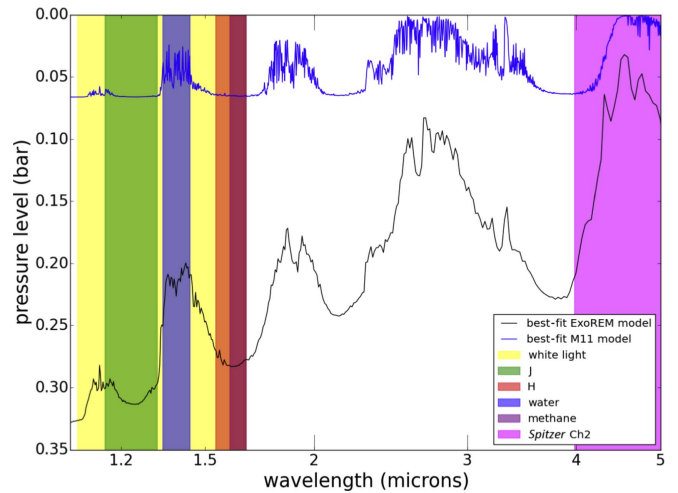 0.00
0.05
0.10
0.15
0.20
0.25
0.30
0.35
pressure level (bar)
best-fit ExoREM model
best-fit M11 model
white light
J
H
water
methane
Spitzer Ch2
1.2
1.5
2
3
4
5
wavelength (microns)